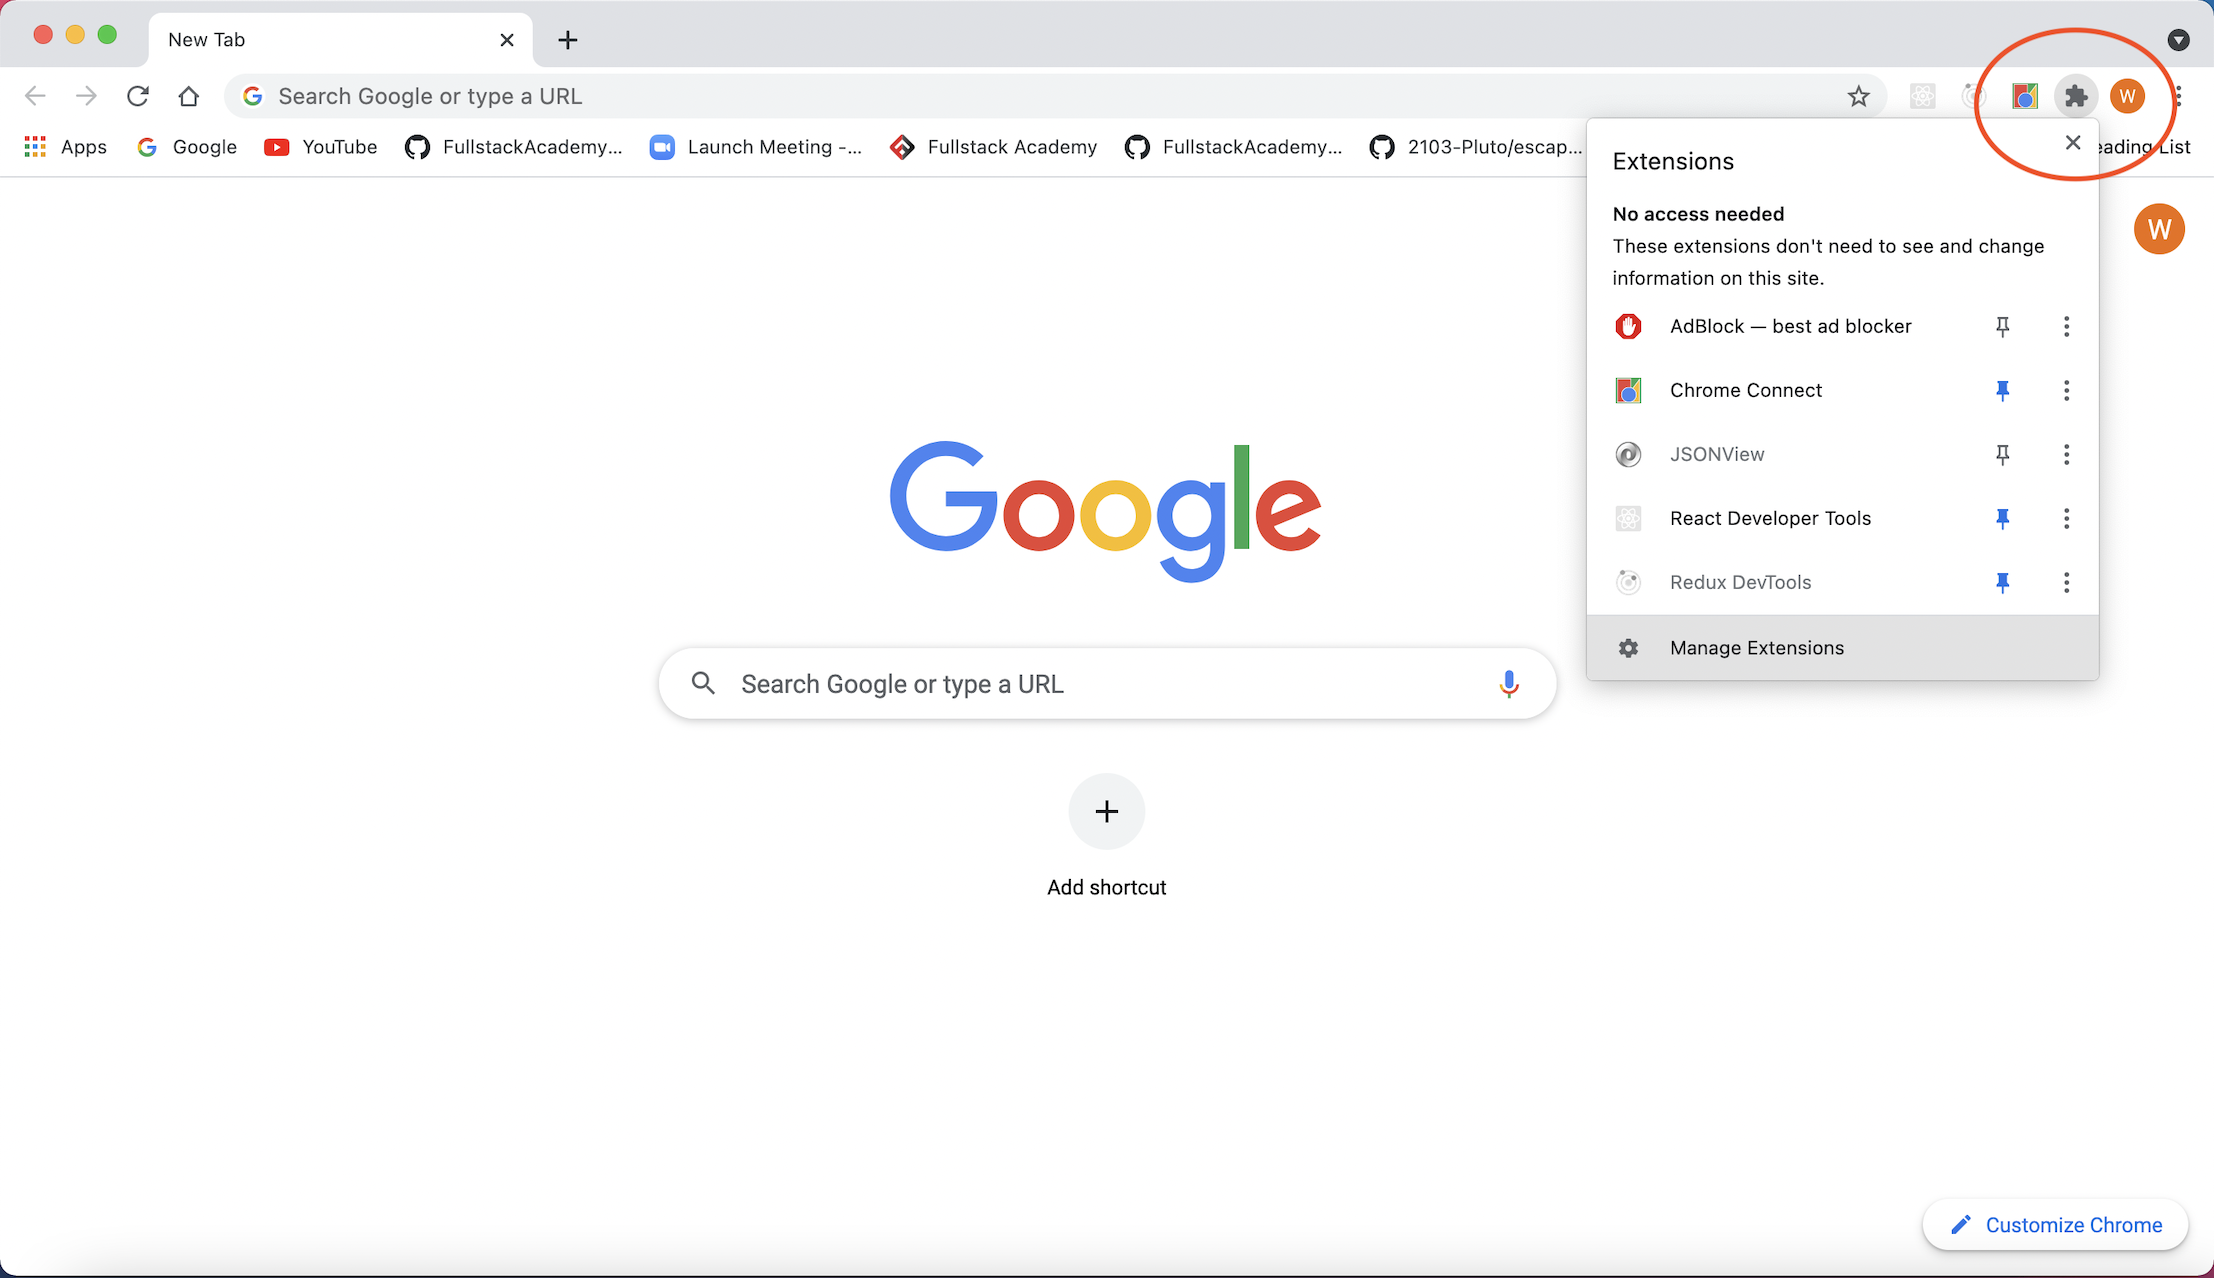 New Tab
Search Google or type a URL
W
Apps
Google
YouTube
FullstackAcademy...
Launch Meeting -...
Fullstack Academy
FullstackAcademy...
2103-Pluto/escap...
eading List
Extensions
No access needed
These extensions don't need to see and change
information on this site.
AdBlock — best ad blocker
Chrome Connect
JSONView
React Developer Tools
Redux DevTools
Manage Extensions
W
Google
Search Google or type a URL
Add shortcut
Customize Chrome